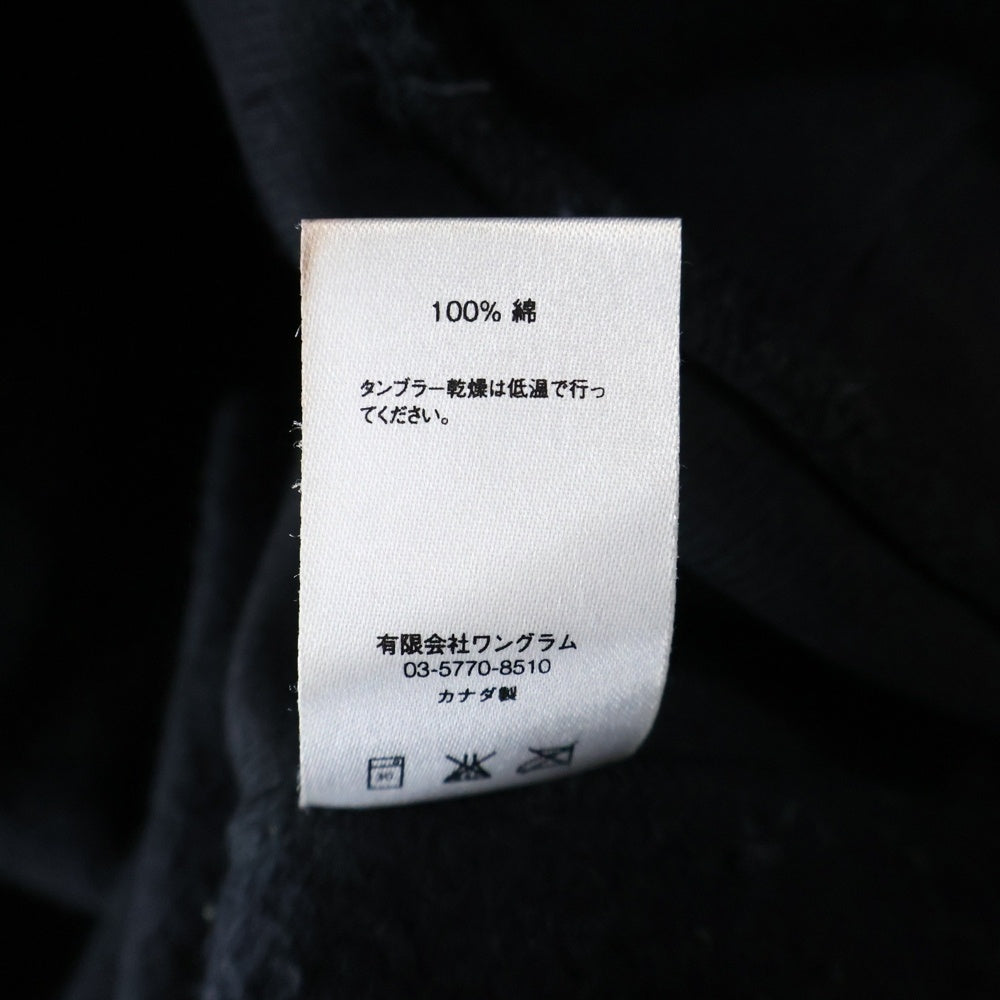 100% 綿
タンブラー乾燥は低温で行っ
てください。
有限会社ワングラム
03-5770-8510
カナダ製